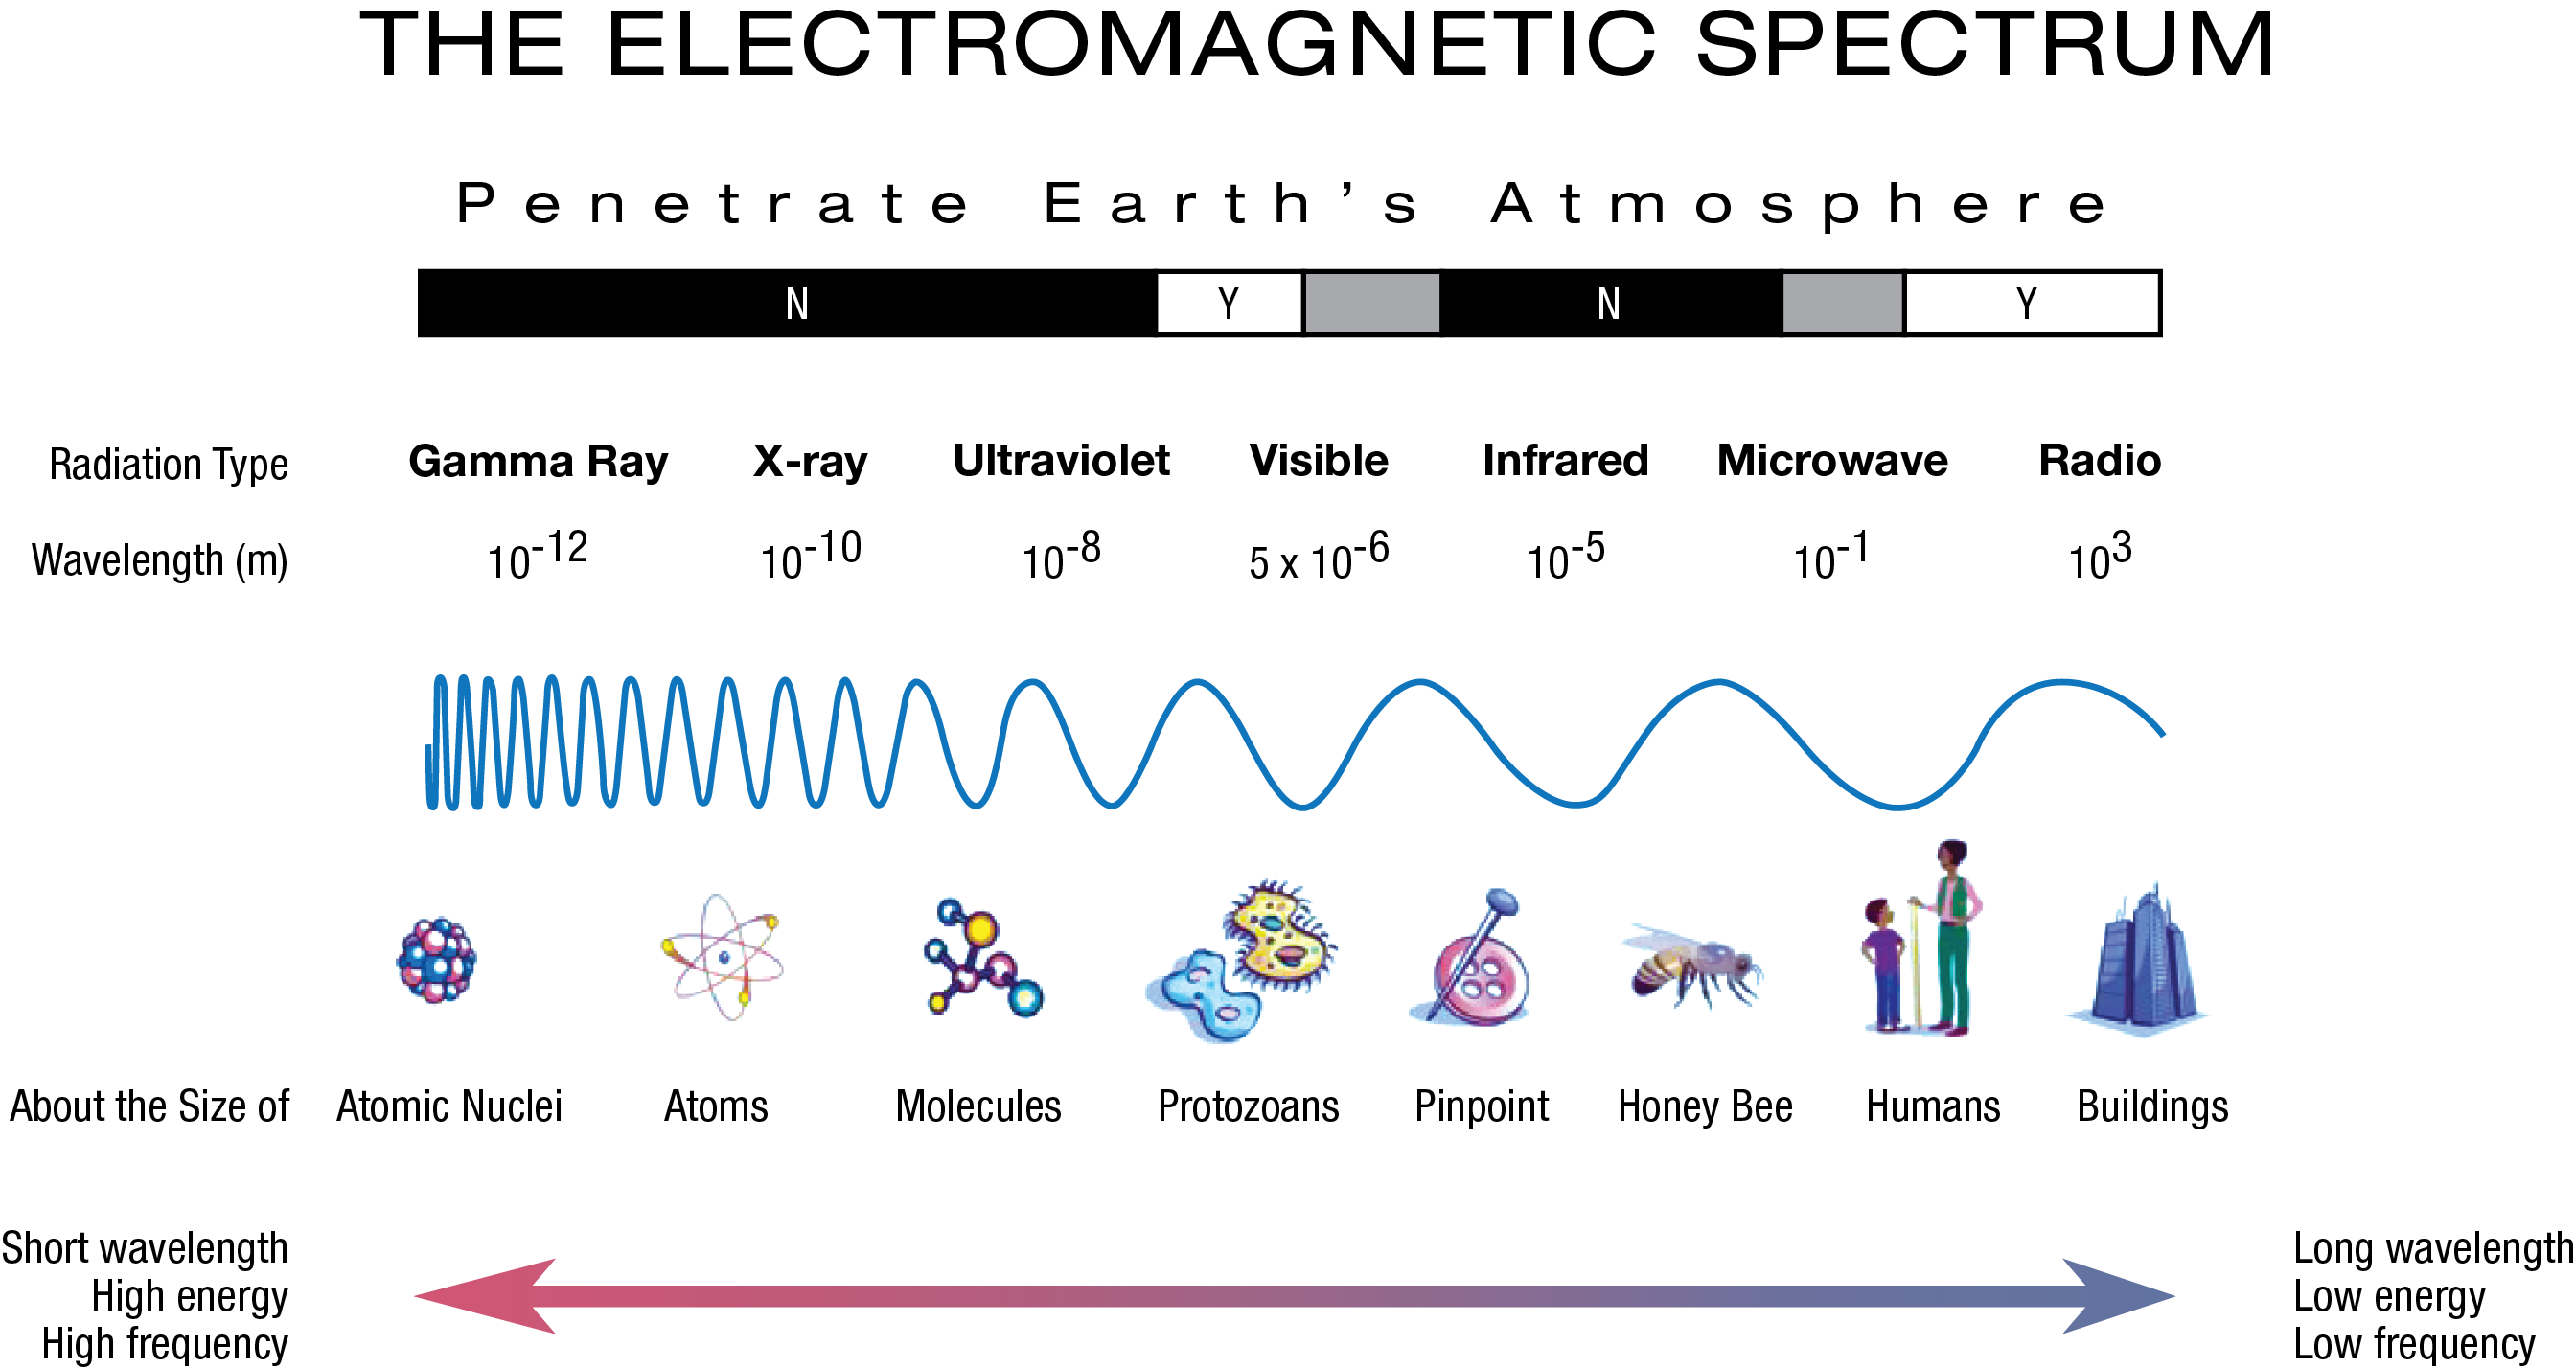 THE ELECTROMAGNETIC SPECTRUM
Penetrate Earth’s Atmosphere
N Y N Y
Radiation Type Gamma Ray X-ray Ultraviolet Visible Infrared Microwave Radio
Wavelength (m) 10⁻¹² 10⁻¹⁰ 10⁻⁸ 5 x 10⁻⁶ 10⁻⁵ 10⁻¹ 10³
About the Size of Atomic Nuclei Atoms Molecules Protozoans Pinpoint Honey Bee Humans Buildings
Short wavelength
High energy
High frequency
Long wavelength
Low energy
Low frequency